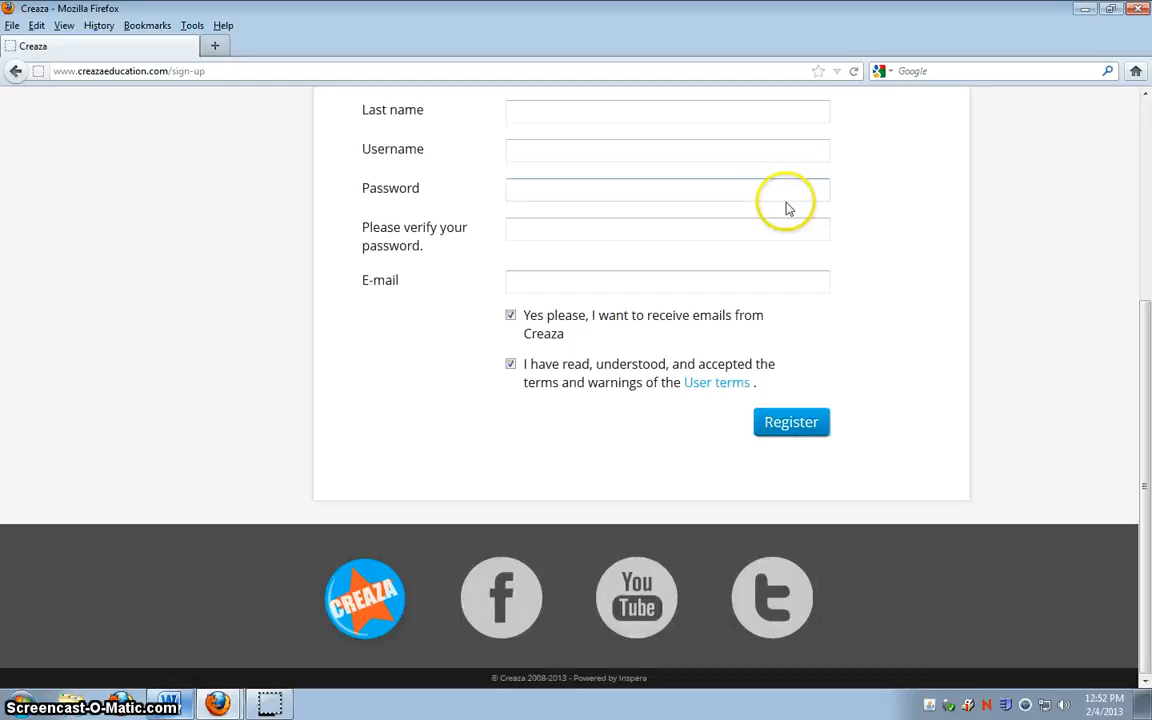 Creaza - Mozilla Firefox
File Edit View History Bookmarks Tools Help
Creaza
www.creazaeducation.com/sign-up
Google
Last name
Username
Password
Please verify your
password.
E-mail
Yes please, I want to receive emails from
Creaza
I have read, understood, and accepted the
terms and warnings of the User terms .
Register
CREAZA
f
You
Tube
t
© Creaza 2008-2013 - Powered by Inspera
Screencast-O-Matic.com
W
N
12:52 PM
2/4/2013